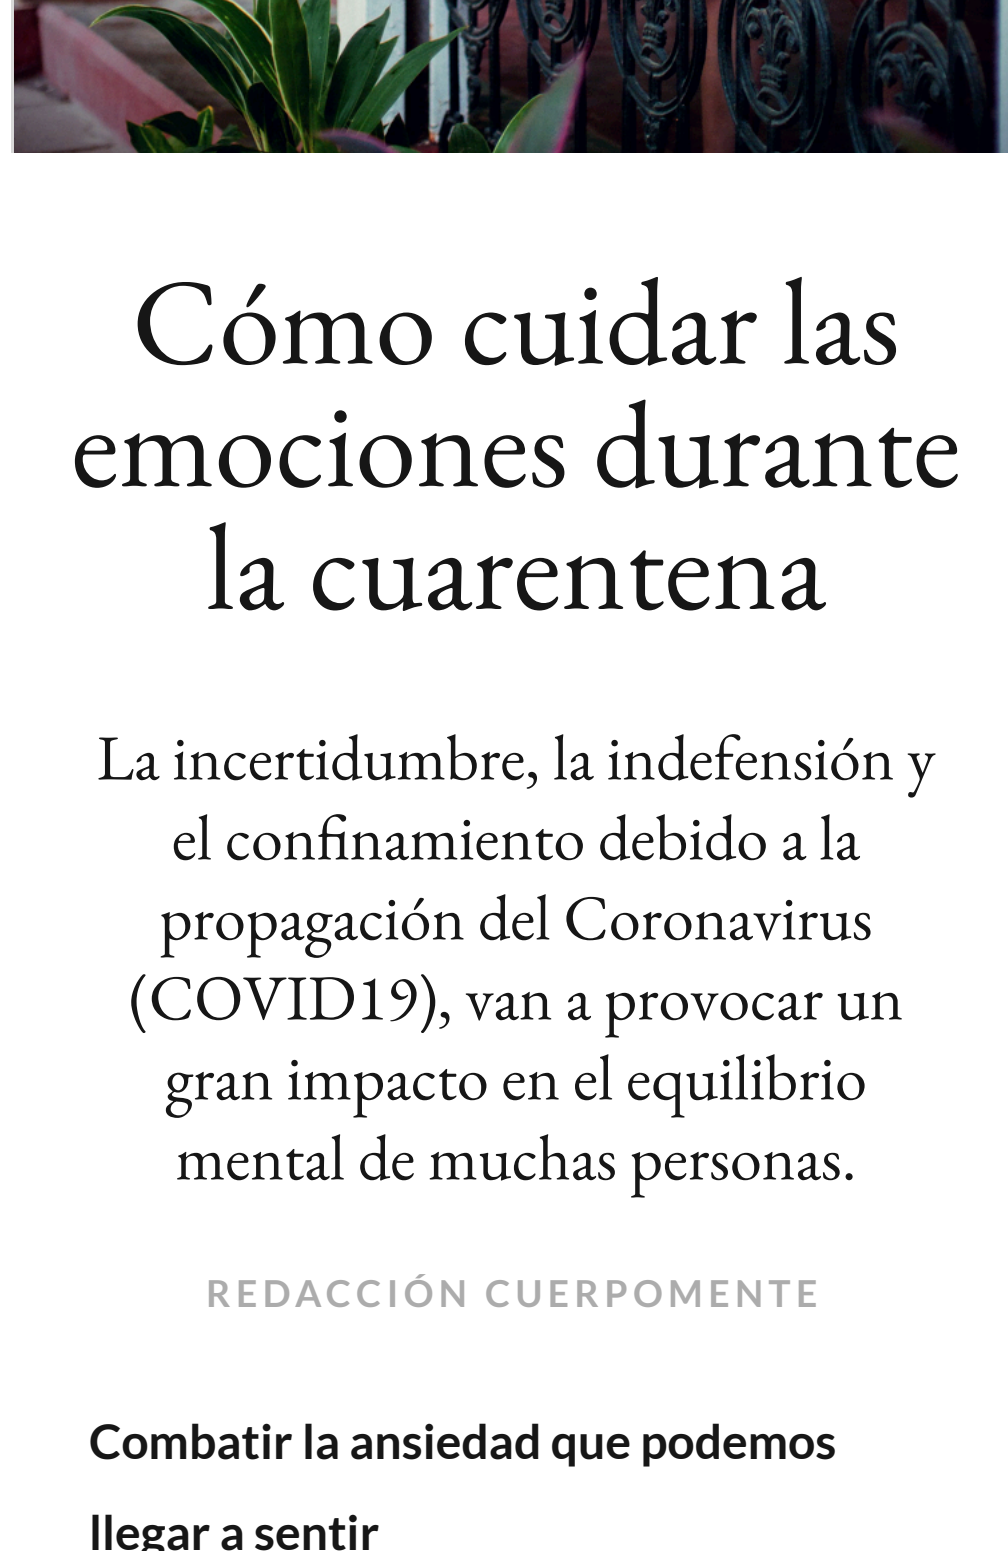 Cómo cuidar las
emociones durante
la cuarentena
La incertidumbre, la indefensión y
el confinamiento debido a la
propagación del Coronavirus
(COVID19), van a provocar un
gran impacto en el equilibrio
mental de muchas personas.
REDACCIÓN CUERPOMENTE
Combatir la ansiedad que podemos
llegar a sentir